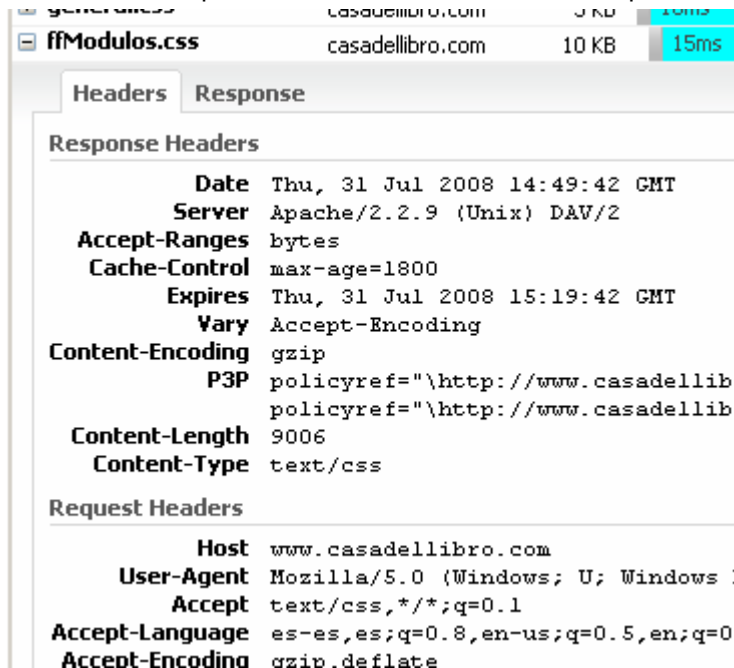 ffModulos.css casadellibro.com 10 KB 15ms
Headers Response
Response Headers
Date Thu, 31 Jul 2008 14:49:42 GMT
Server Apache/2.2.9 (Unix) DAV/2
Accept-Ranges bytes
Cache-Control max-age=1800
Expires Thu, 31 Jul 2008 15:19:42 GMT
Vary Accept-Encoding
Content-Encoding gzip
P3P policyref="\http://www.casadellib
policyref="\http://www.casadellib
Content-Length 9006
Content-Type text/css
Request Headers
Host www.casadellibro.com
User-Agent Mozilla/5.0 (Windows; U; Windows
Accept text/css,*/*;q=0.1
Accept-Language es-es,es;q=0.8,en-us;q=0.5,en;q=0
Accept-Encoding gzip,deflate